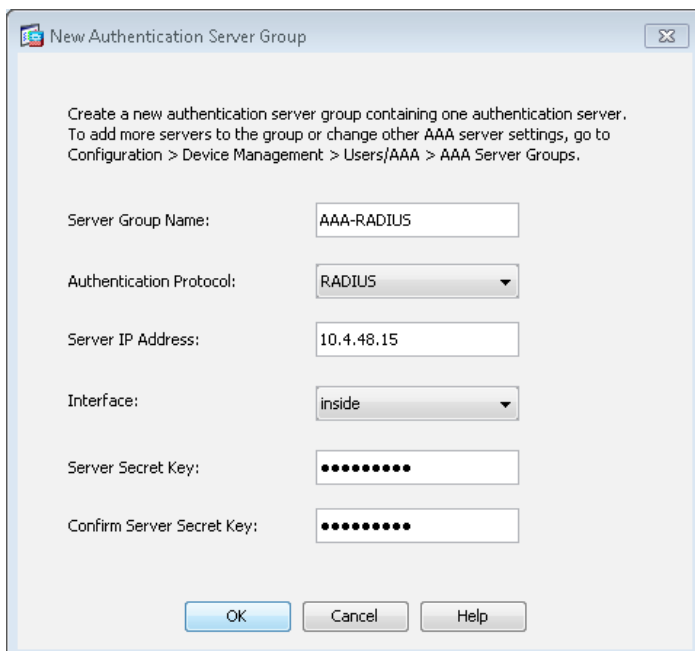 New Authentication Server Group
Create a new authentication server group containing one authentication server.
To add more servers to the group or change other AAA server settings, go to
Configuration > Device Management > Users/AAA > AAA Server Groups.
Server Group Name: AAA-RADIUS
Authentication Protocol: RADIUS
Server IP Address: 10.4.48.15
Interface: inside
Server Secret Key: •••••••••
Confirm Server Secret Key: •••••••••
OK Cancel Help